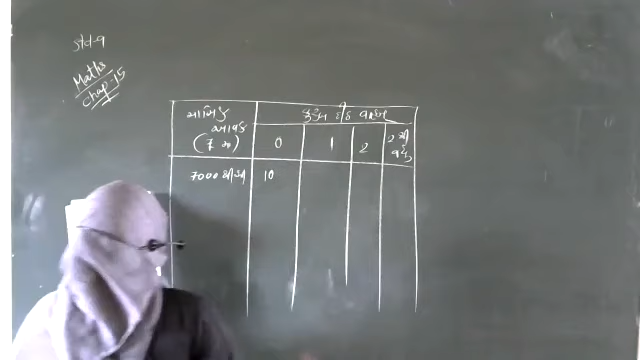 Std-9
Maths
Chap-15
માસિક
આવક
(₹ માં)
કુટુંબ દીઠ વાહન
0 1 2 2 થી વધુ
7000 થી ઓછી 10